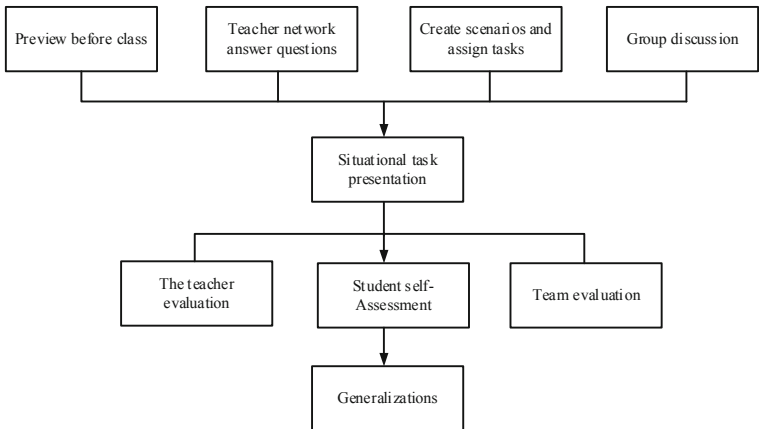 Preview before class
Teacher network
answer questions
Create scenarios and
assign tasks
Group discussion
Situational task
presentation
The teacher
evaluation
Student self-
Assessment
Team evaluation
Generalizations